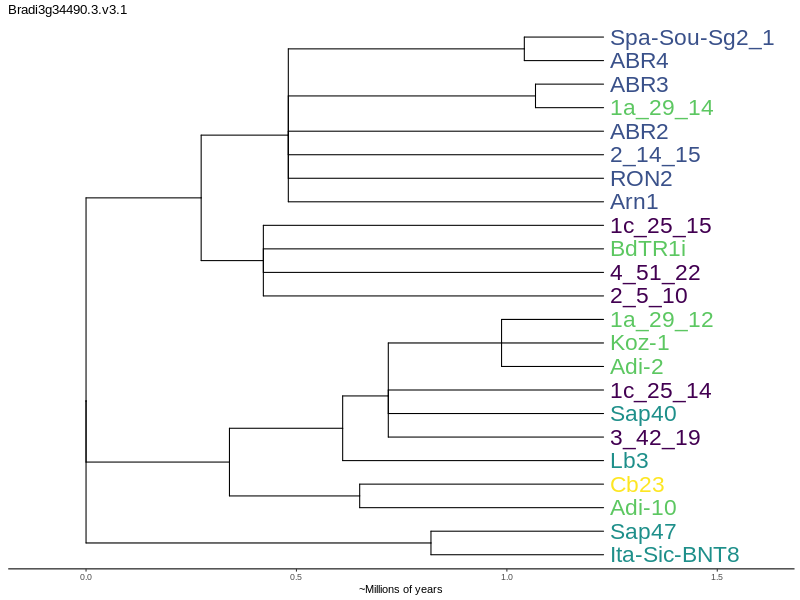 Bradi3g34490.3.v3.1
Spa-Sou-Sg2_1
ABR4
ABR3
1a_29_14
ABR2
2_14_15
RON2
Arn1
1c_25_15
BdTR1i
4_51_22
2_5_10
1a_29_12
Koz-1
Adi-2
1c_25_14
Sap40
3_42_19
Lb3
Cb23
Adi-10
Sap47
Ita-Sic-BNT8
0.0 0.5 1.0 1.5
~Millions of years